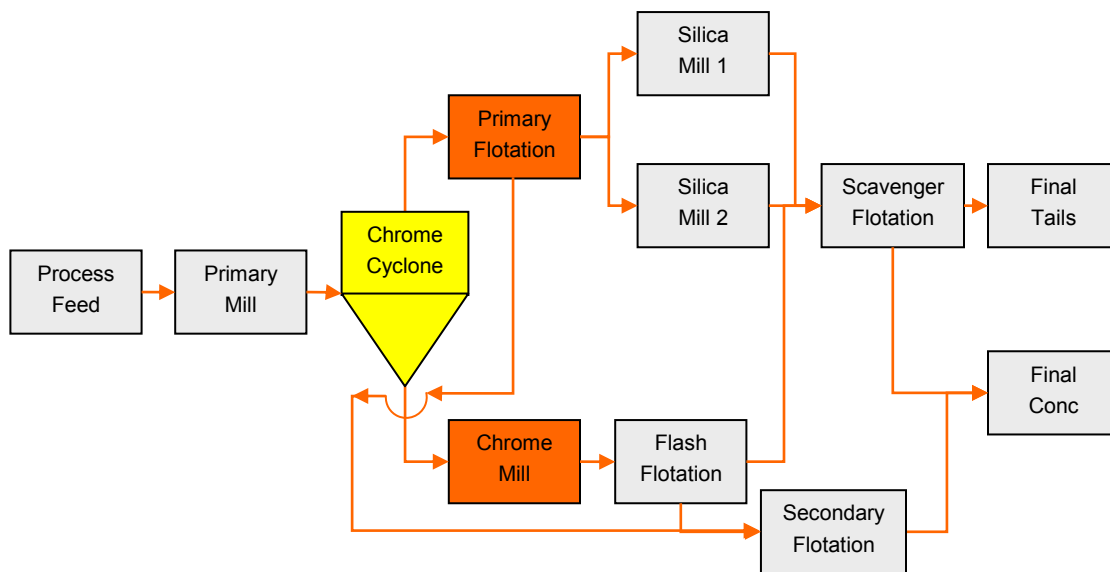 Silica
Mill 1
Primary
Flotation
Silica
Mill 2
Scavenger
Flotation
Final
Tails
Chrome
Cyclone
Process
Feed
Primary
Mill
Final
Conc
Chrome
Mill
Flash
Flotation
Secondary
Flotation